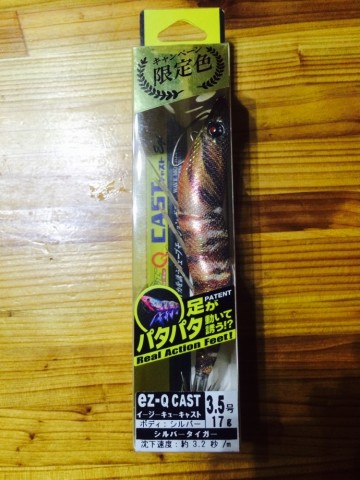 キャンペーン
限定色
ez-Q CAST
PATENT
足が
パタパタ
動いて
誘う!?
Real Action Feet!
ez-Q CAST
イージーキューキャスト
3.5号
17g
ボディ:シルバー
シルバータイガー
沈下速度:約3.2秒/m